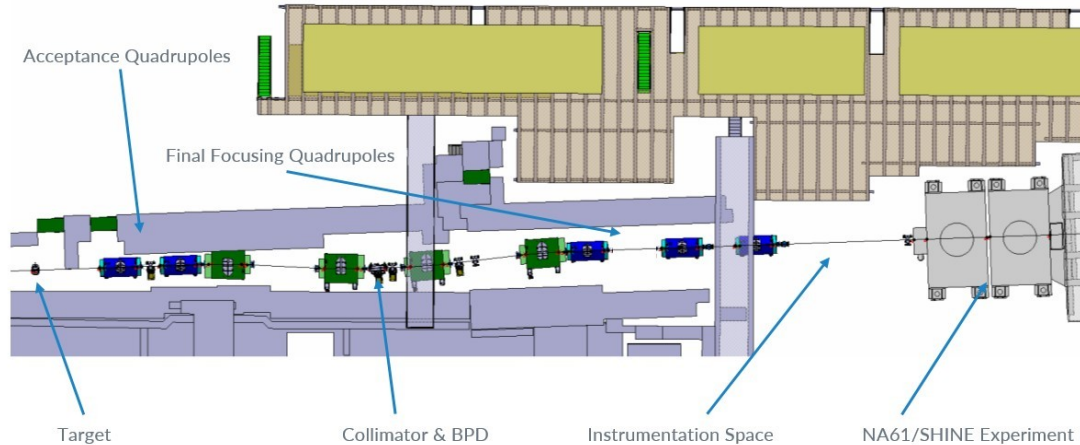 Acceptance Quadrupoles
Final Focusing Quadrupoles
Target
Collimator & BPD
Instrumentation Space
NA61/SHINE Experiment